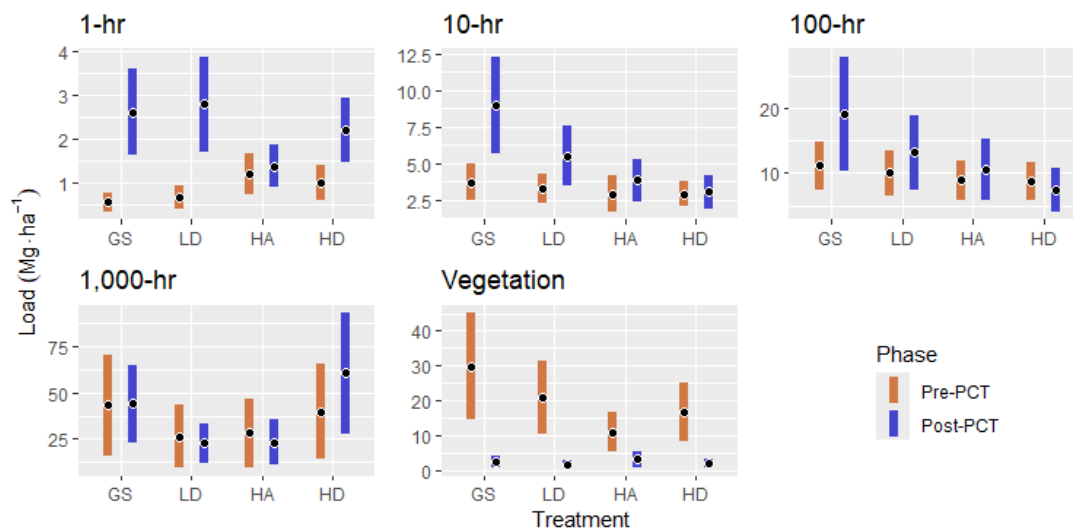 1-hr
10-hr
100-hr
4
3
2
1
12.5
10.0
7.5
5.0
2.5
20
10
GS LD HA HD
GS LD HA HD
GS LD HA HD
Load (Mg·ha⁻¹)
1,000-hr
Vegetation
75
50
25
40
30
20
10
0
Phase
Pre-PCT
Post-PCT
GS LD HA HD
GS LD HA HD
Treatment